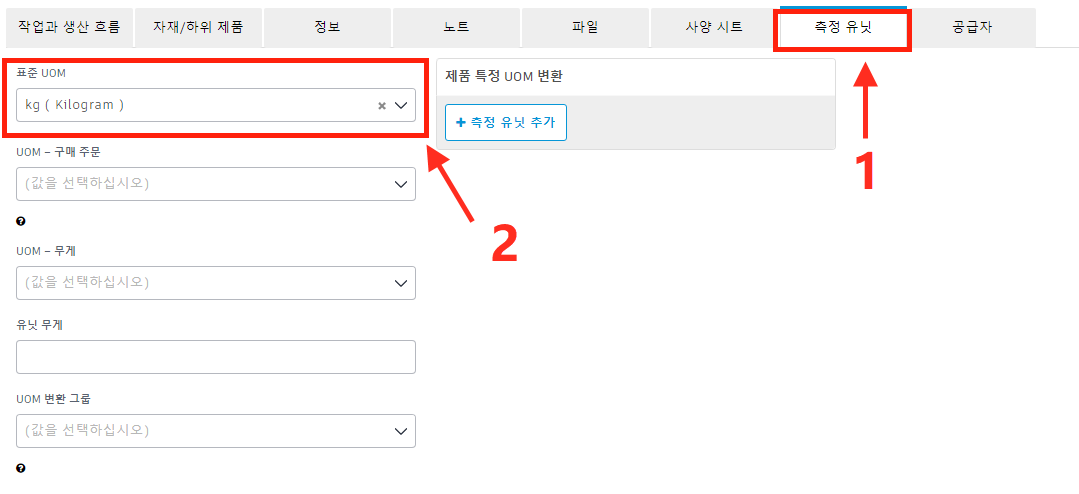 작업과 생산 흐름 자재/하위 제품 정보 노트 파일 사양 시트 측정 유닛 공급자
표준 UOM
kg ( Kilogram )
제품 특정 UOM 변환
+ 측정 유닛 추가
1
2
UOM – 구매 주문
(값을 선택하십시오)
UOM – 무게
(값을 선택하십시오)
유닛 무게
UOM 변환 그룹
(값을 선택하십시오)